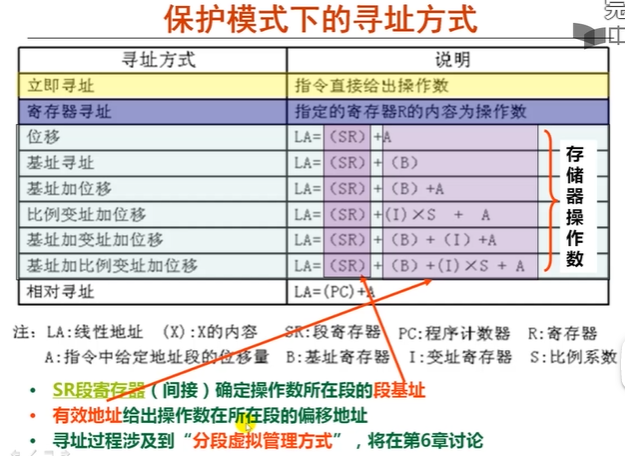 保护模式下的寻址方式
寻址方式 说明
立即寻址 指令直接给出操作数
寄存器寻址 指定的寄存器R的内容为操作数
位移 LA= (SR) +A
基址寻址 LA= (SR) + (B)
基址加位移 LA= (SR) + (B) +A
比例变址加位移 LA= (SR) +(I)×S + A
基址加变址加位移 LA= (SR) + (B) + (I) +A
基址加比例变址加位移 LA= (SR) + (B) +(I)×S + A
相对寻址 LA=(PC)+A
存储器操作数
注: LA:线性地址 (X):X的内容 SR:段寄存器 PC:程序计数器 R:寄存器
A:指令中给定地址段的位移量 B:基址寄存器 I:变址寄存器 S:比例系数
• SR段寄存器(间接)确定操作数所在段的段基址
• 有效地址给出操作数在所在段的偏移地址
• 寻址过程涉及到“分段虚拟管理方式”,将在第6章讨论